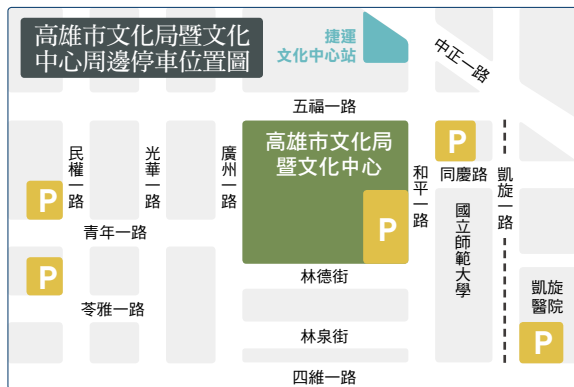 高雄市文化局暨文化
中心周邊停車位置圖
捷運
文化中心站
中正一路
五福一路
民權一路
光華一路
廣州一路
高雄市文化局
暨文化中心
和平一路
P
同慶路
凱旋一路
P
青年一路
P
國立師範大學
P
林德街
凱旋
醫院
苓雅一路
林泉街
P
四維一路